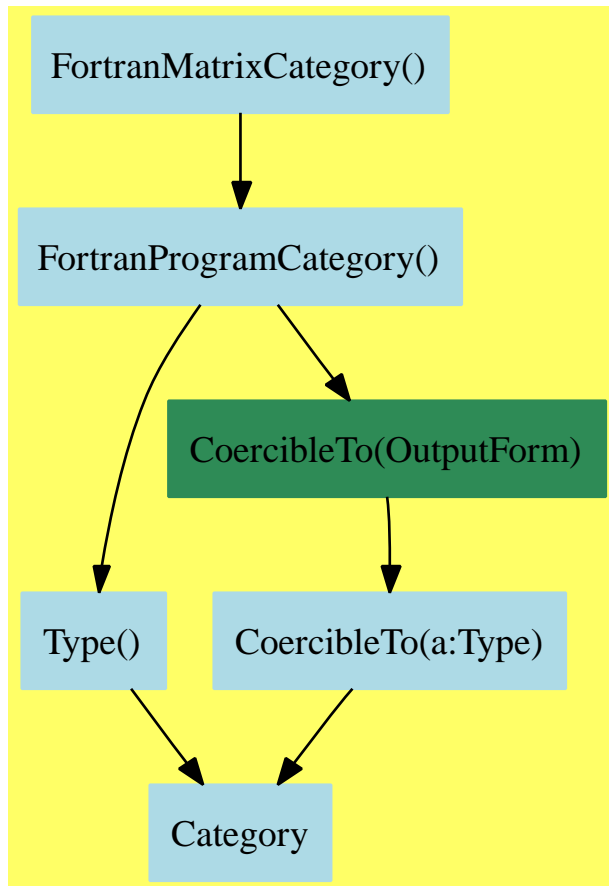 FortranMatrixCategory()
FortranProgramCategory()
CoercibleTo(OutputForm)
Type()
CoercibleTo(a:Type)
Category